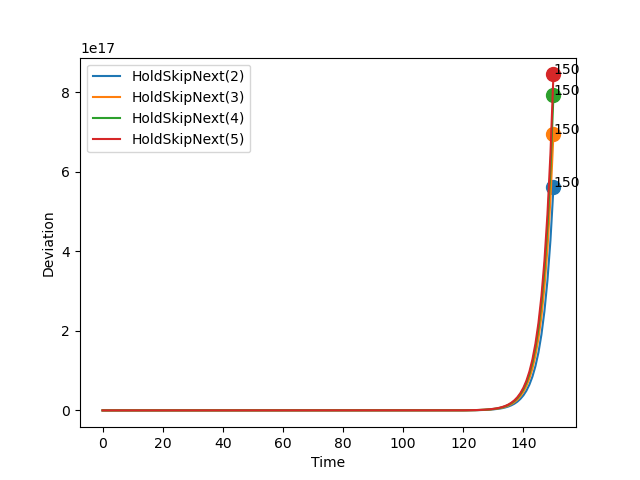 1e17
HoldSkipNext(2)
HoldSkipNext(3)
HoldSkipNext(4)
HoldSkipNext(5)
150
150
150
150
8
6
4
2
0
Deviation
0 20 40 60 80 100 120 140
Time